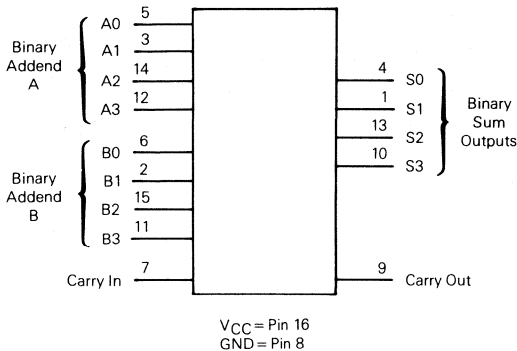 Binary
Addend
A
A0 5
A1 3
A2 14
A3 12
Binary
Addend
B
B0 6
B1 2
B2 15
B3 11
Carry In 7
4 S0
1 S1
13 S2
10 S3
Binary
Sum
Outputs
9 Carry Out
VCC = Pin 16
GND = Pin 8